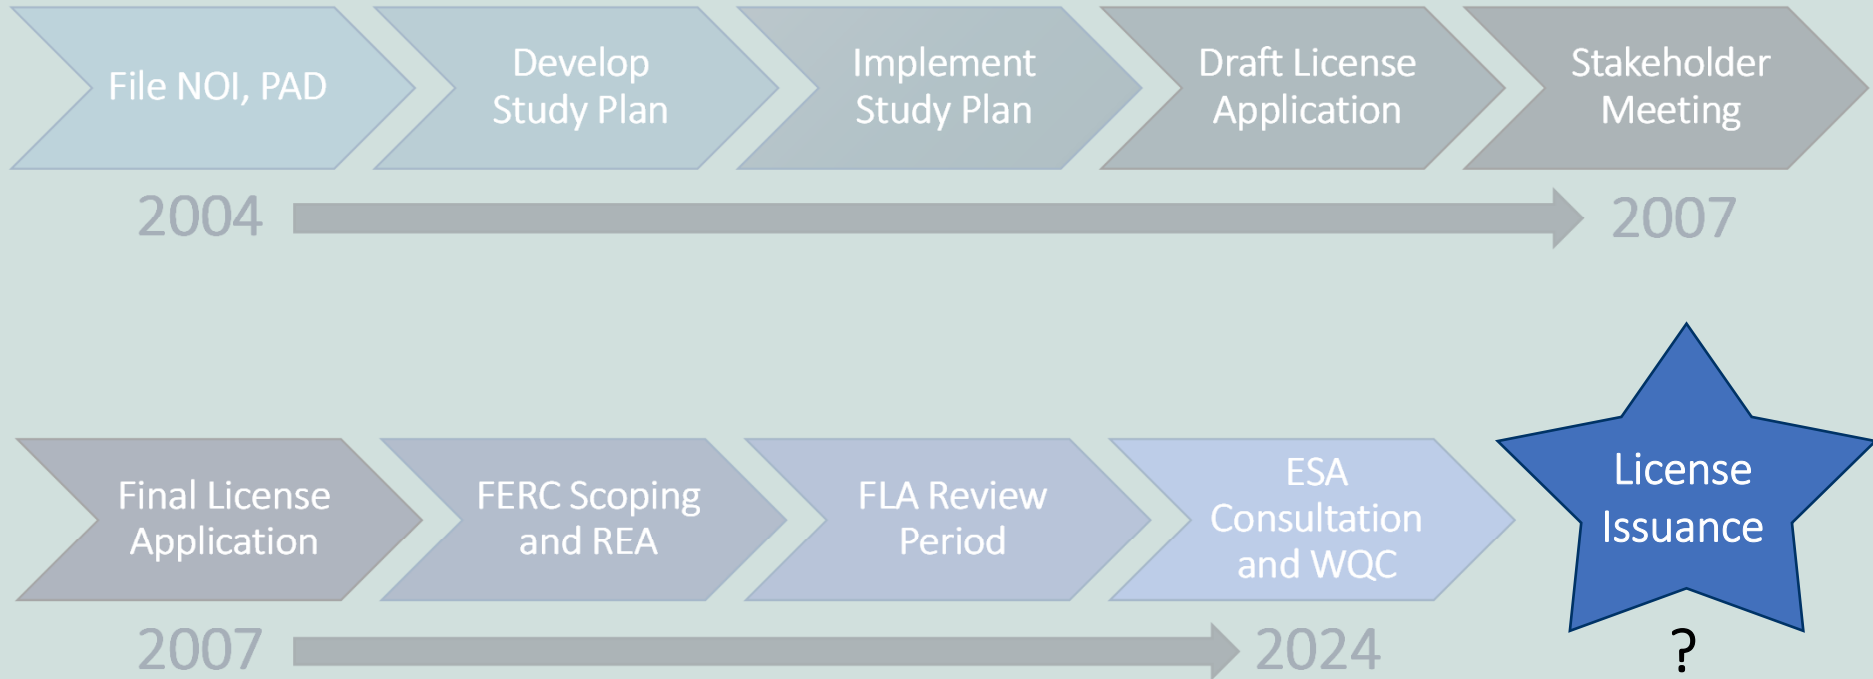 File NOI, PAD
Develop
Study Plan
Implement
Study Plan
Draft License
Application
Stakeholder
Meeting
2004
2007
Final License
Application
FERC Scoping
and REA
FLA Review
Period
ESA
Consultation
and WQC
License
Issuance
2007
2024
?